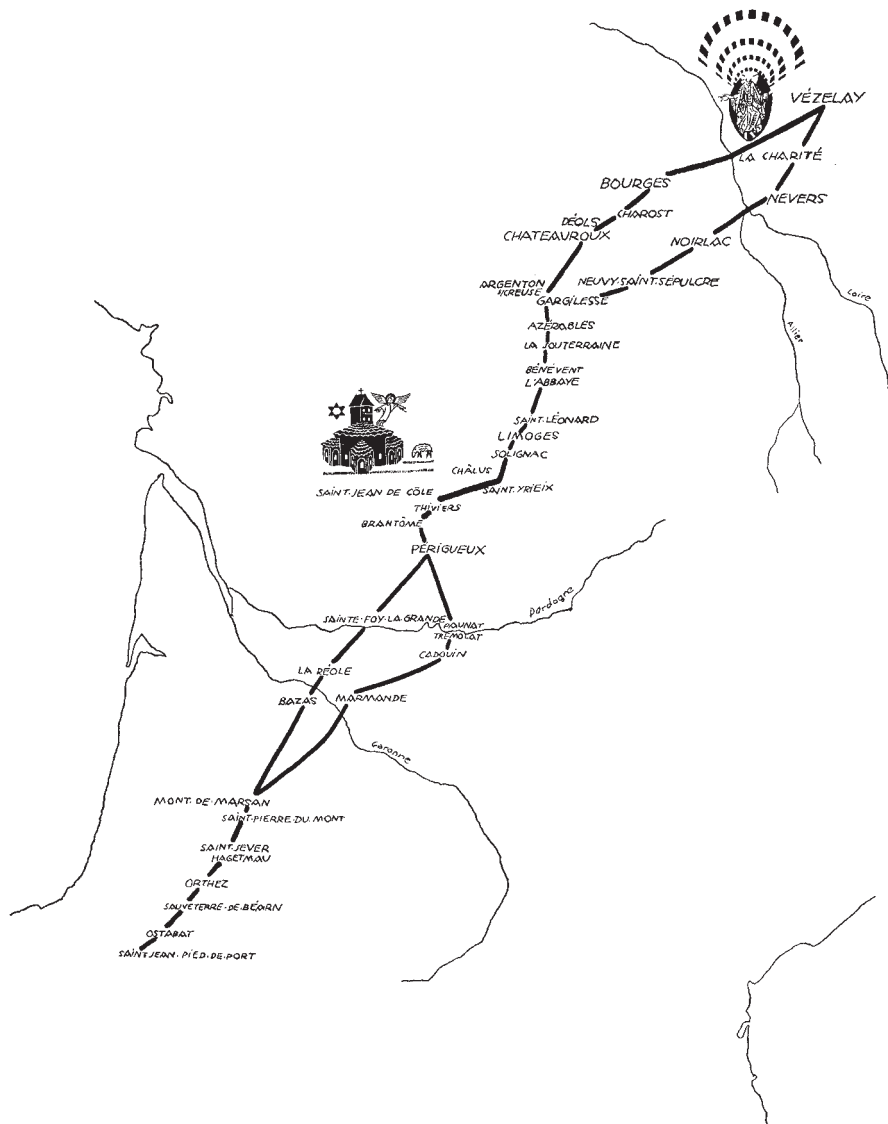 VÉZELAY
LA CHARITÉ
BOURGES
NEVERS
CHAROST
DÉOLS
CHATEAUROUX
NOIRLAC
NEUVY-SAINT-SÉPULCRE
ARGENTON
S/CREUSE
GARGILESSE
Loire
Allier
AZÉRABLES
LA SOUTERRAINE
BÉNÉVENT
L'ABBAYE
SAINT-LÉONARD
LIMOGES
SOLIGNAC
CHÂLUS
SAINT-YRIEIX
SAINT-JEAN DE CÔLE
THIVIERS
BRANTÔME
PÉRIGUEUX
Dordogne
SAINTE-FOY-LA-GRANDE
PAUNAT
TRÉMOLAT
CADOUIN
LA RÉOLE
BAZAS
MARMANDE
Garonne
MONT-DE-MARSAN
SAINT-PIERRE-DU-MONT
SAINT-SEVER
HAGETMAU
ORTHEZ
SAUVETERRE-DE-BÉARN
OSTABAT
SAINT-JEAN-PIED-DE-PORT